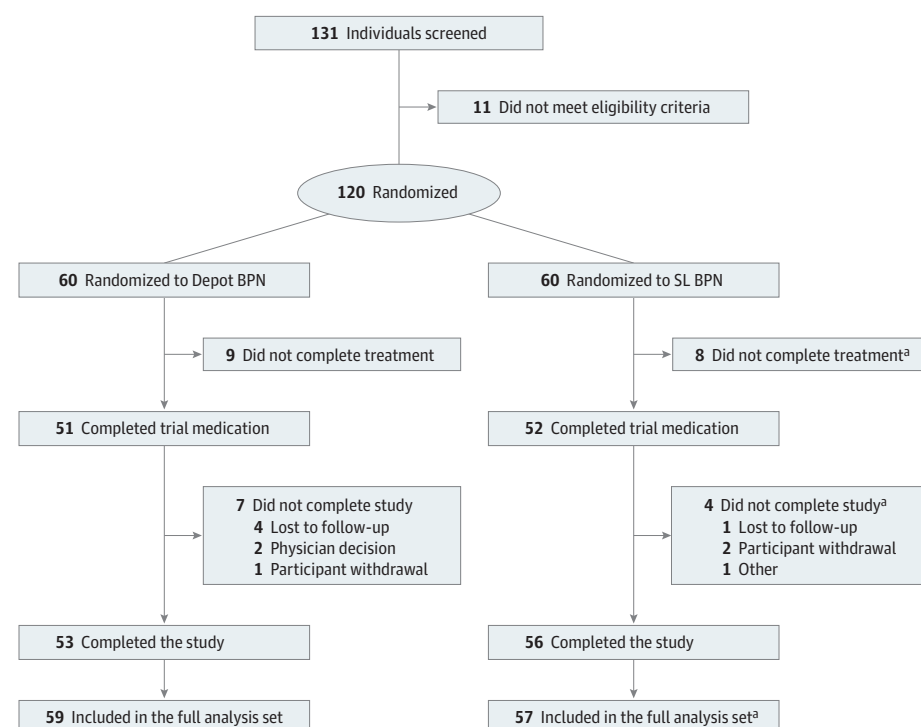 131 Individuals screened
11 Did not meet eligibility criteria
120 Randomized
60 Randomized to Depot BPN
60 Randomized to SL BPN
9 Did not complete treatment
8 Did not complete treatmentᵃ
51 Completed trial medication
52 Completed trial medication
7 Did not complete study
4 Lost to follow-up
2 Physician decision
1 Participant withdrawal
4 Did not complete studyᵃ
1 Lost to follow-up
2 Participant withdrawal
1 Other
53 Completed the study
56 Completed the study
59 Included in the full analysis set
57 Included in the full analysis setᵃ